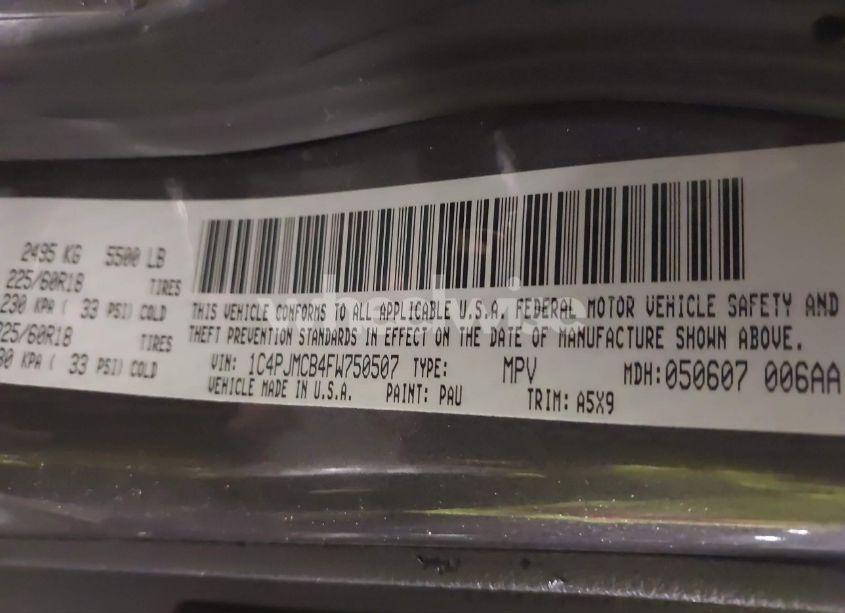 2495 KG 5500 LB
225/60R18 TIRES
230 KPA ( 33 PSI) COLD
225/60R18 TIRES
30 KPA ( 33 PSI) COLD
THIS VEHICLE CONFORMS TO ALL APPLICABLE U.S.A. FEDERAL MOTOR VEHICLE SAFETY AND
THEFT PREVENTION STANDARDS IN EFFECT ON THE DATE OF MANUFACTURE SHOWN ABOVE.
VIN: 1C4PJMCB4FW750507 TYPE: MPV MDH: 050607 006AA
VEHICLE MADE IN U.S.A. PAINT: PAU TRIM: A5X9